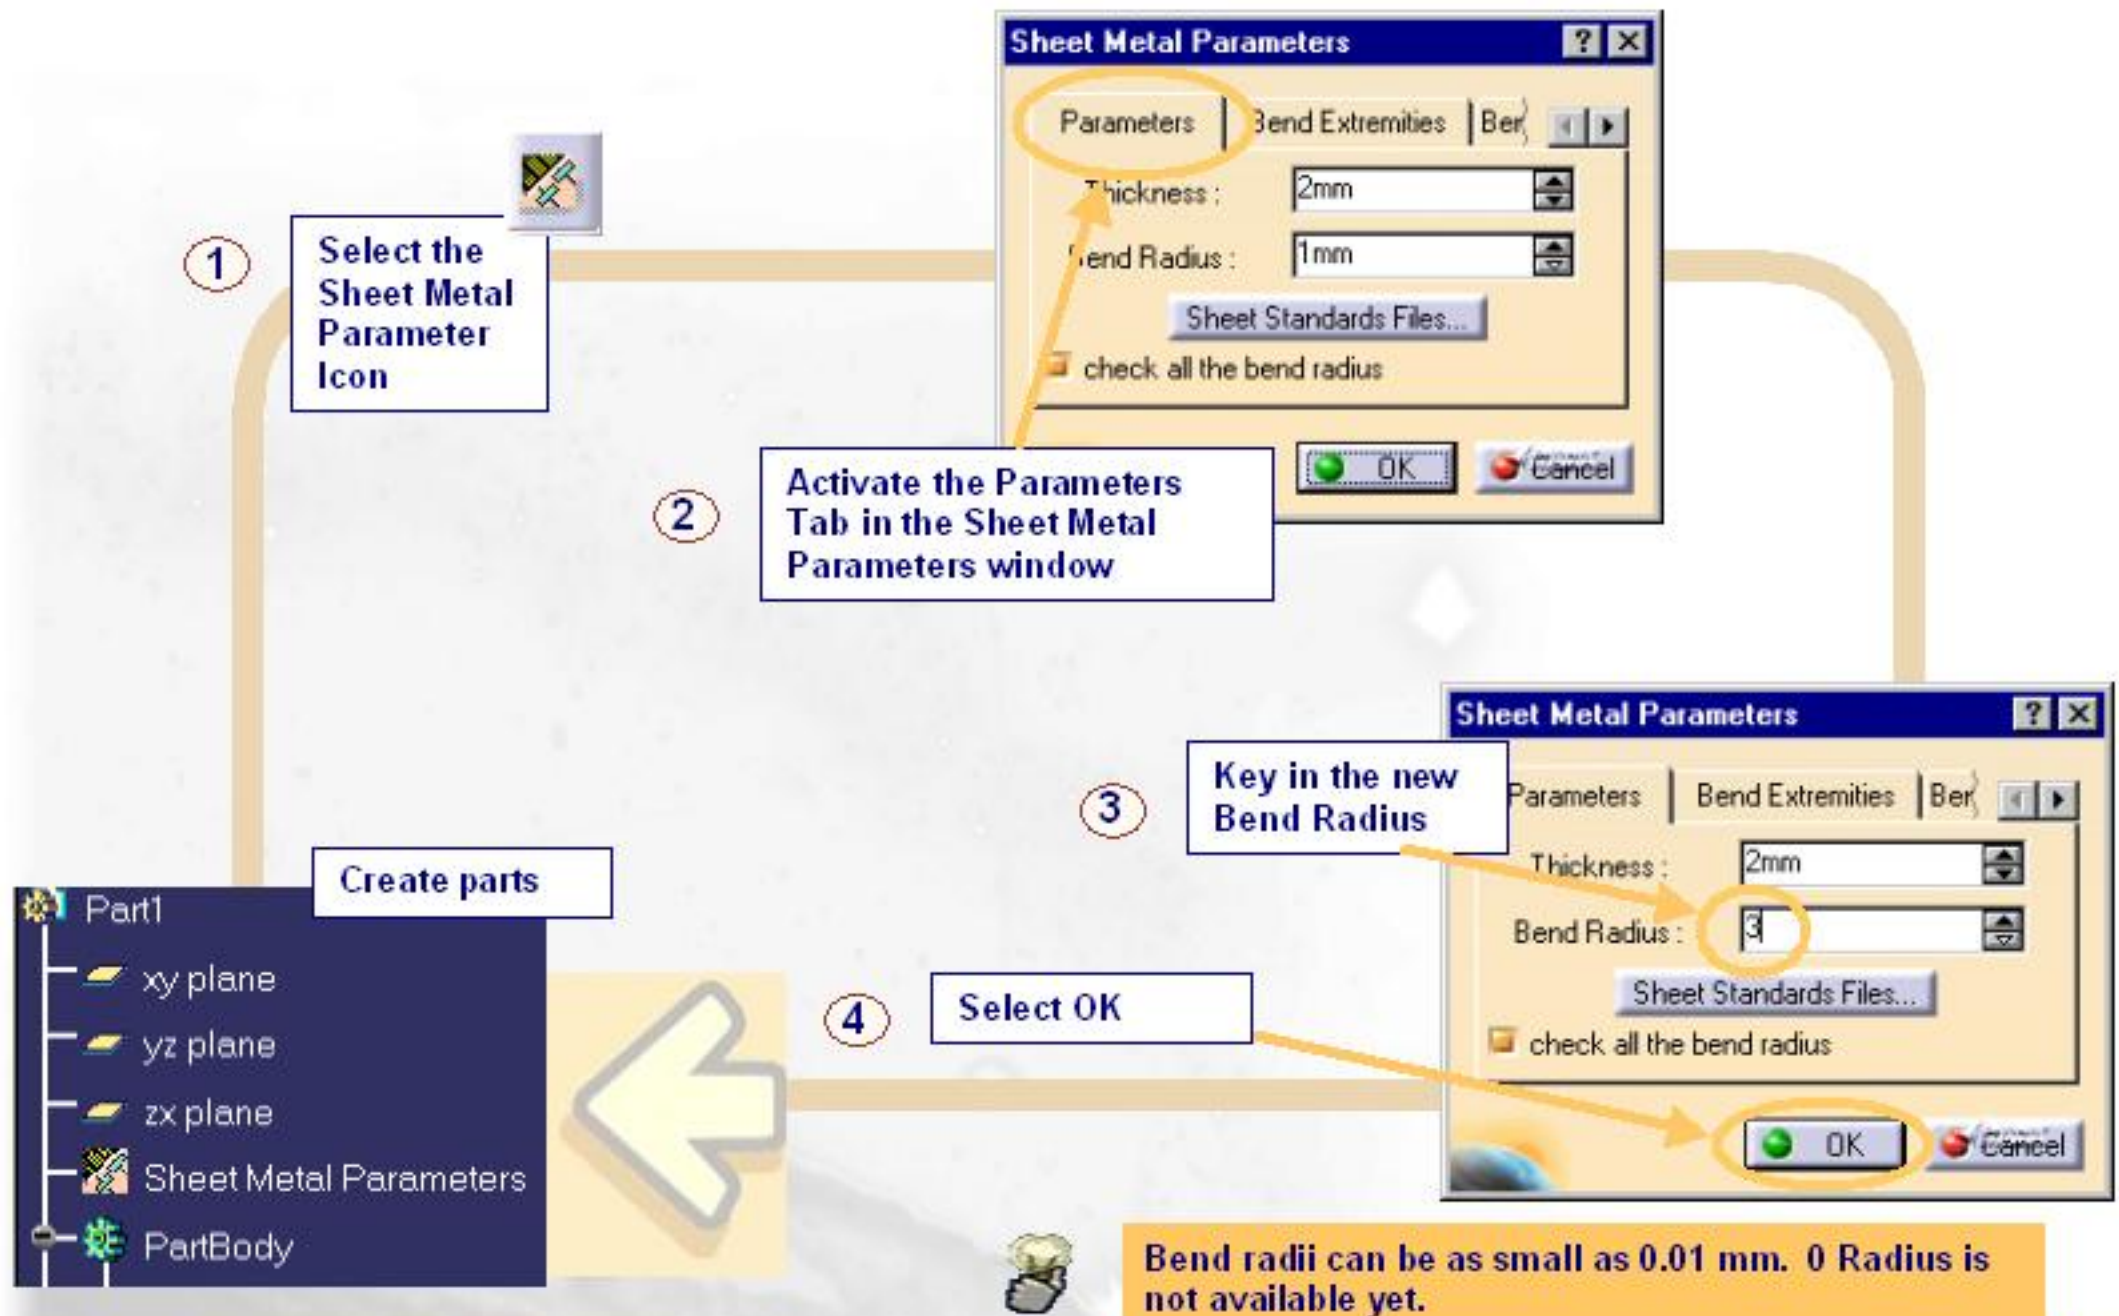 1
Select the
Sheet Metal
Parameter
Icon
Sheet Metal Parameters
Parameters
Bend Extremities
Ber
Thickness :
2mm
Bend Radius :
1mm
Sheet Standards Files...
check all the bend radius
OK
Cancel
2
Activate the Parameters
Tab in the Sheet Metal
Parameters window
Sheet Metal Parameters
3
Key in the new
Bend Radius
Parameters
Bend Extremities
Ber
Thickness :
2mm
Bend Radius :
3
Sheet Standards Files...
check all the bend radius
OK
Cancel
4
Select OK
Create parts
Part1
xy plane
yz plane
zx plane
Sheet Metal Parameters
PartBody
Bend radii can be as small as 0.01 mm. 0 Radius is
not available yet.